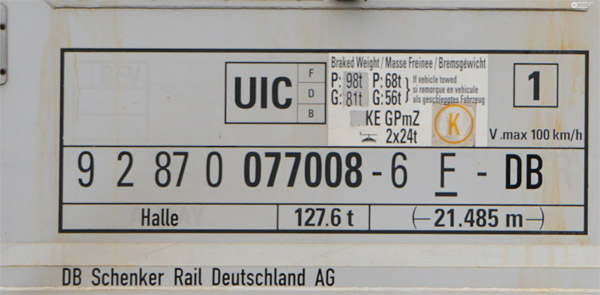 Braked Weight / Masse Freinee / Bremsgewicht
P: 98t P: 68t
G: 81t G: 56t
If vehicle towed
si remorque en vehicule
als geschlepptes Fahrzeug
UIC
F
D
B
KE GPmZ
2x24t
K
1
V.max 100 km/h
9 2 87 0 077008 - 6 F - DB
Halle
127.6 t
21.485 m
DB Schenker Rail Deutschland AG